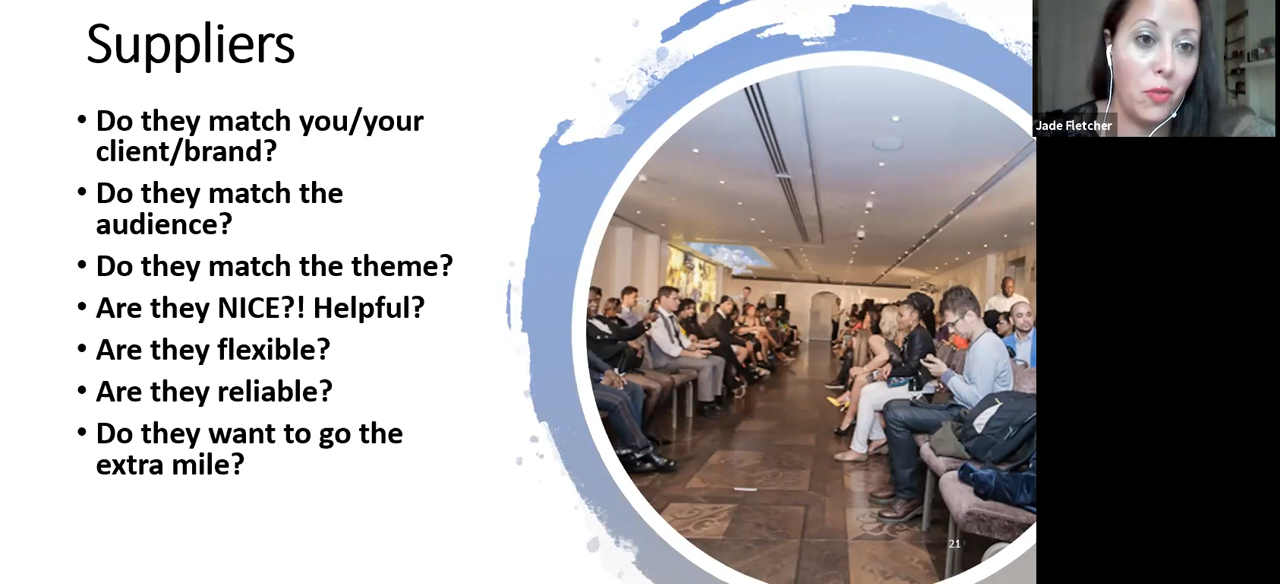 Suppliers
• Do they match you/your
client/brand?
• Do they match the
audience?
• Do they match the theme?
• Are they NICE?! Helpful?
• Are they flexible?
• Are they reliable?
• Do they want to go the
extra mile?
Jade Fletcher
21